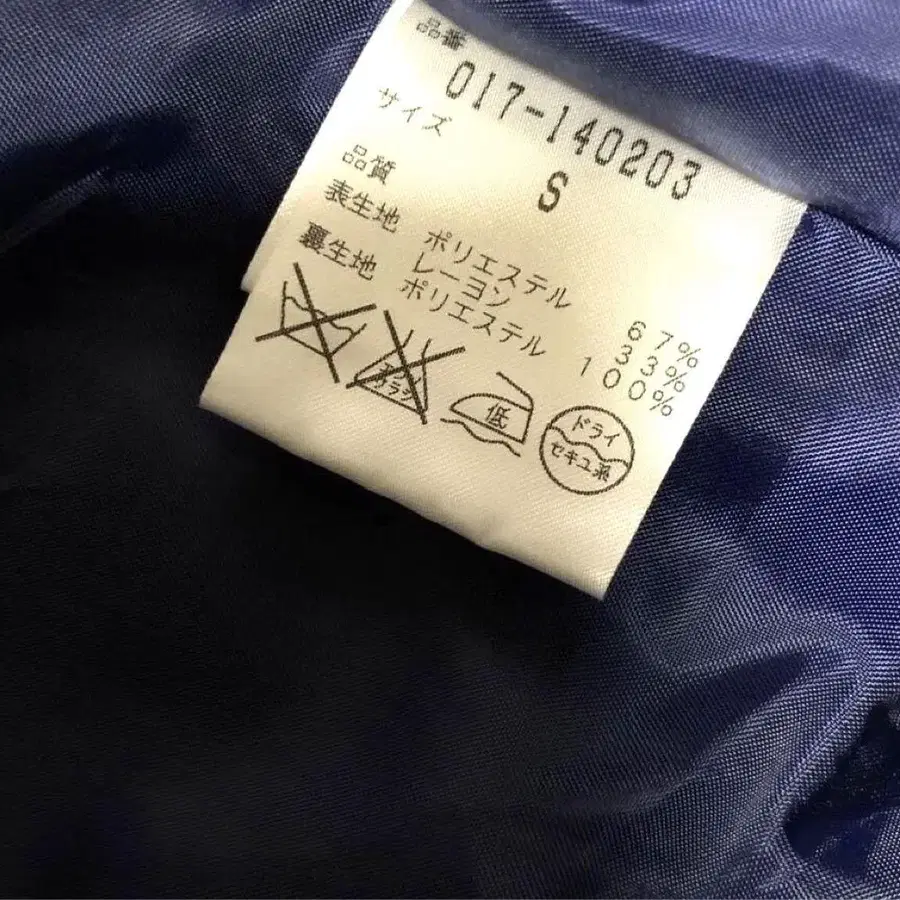 品番
017-140203
サイズ
S
品質
表生地 ポリエステル 67%
レーヨン 33%
裏生地 ポリエステル 100%
エンソ
サラシ
低
ドライ
セキユ系